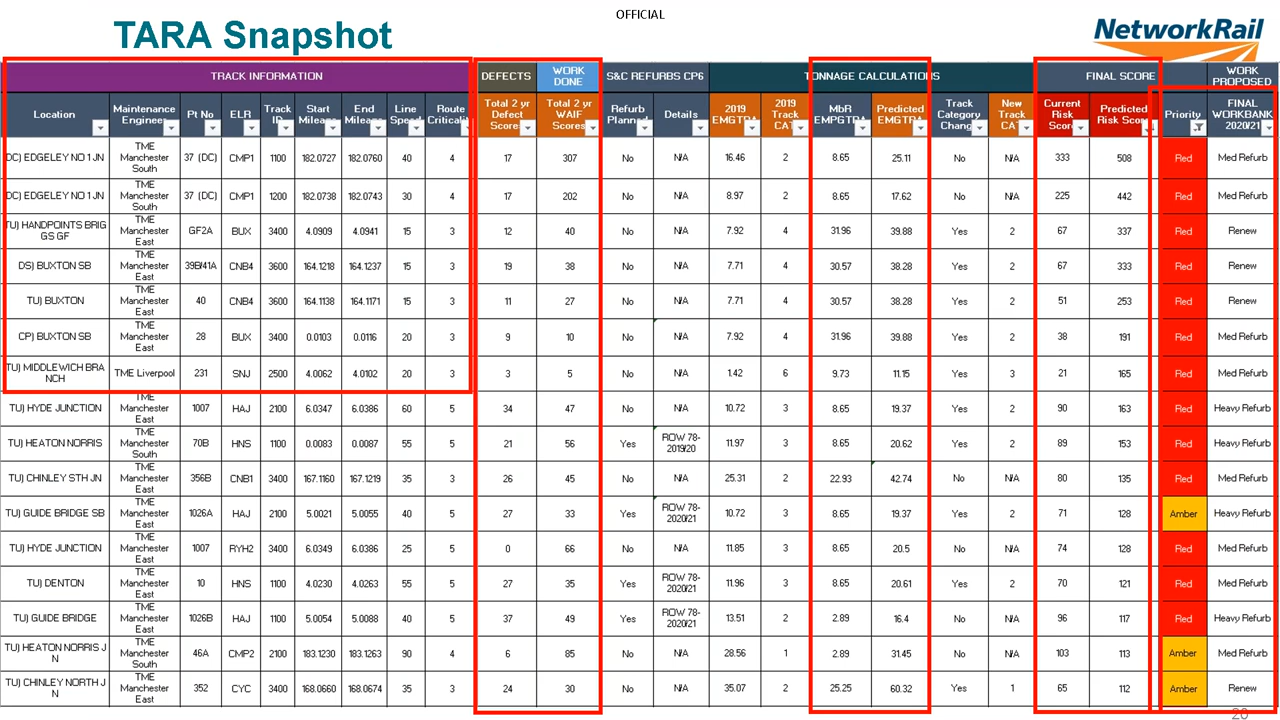 OFFICIAL
TARA Snapshot
NetworkRail
TRACK INFORMATION DEFECTS WORK DONE S&C REFURBS CP6 TONNAGE CALCULATIONS FINAL SCORE WORK PROPOSED
Location Maintenance Engineer Pt No ELR Track ID Start Mileage End Mileage Line Speed Route Criticality Total 2 yr Defect Scores Total 2 yr WAIF Scores Refurb Planned Details 2019 EMGTPA 2019 Track CAT MbR EMPGTPA Predicted EMGTPA Track Category Change New Track CAT Current Risk Score Predicted Risk Score Priority FINAL WORKBANK 2020/21
DC) EDGELEY NO 1 JN TME Manchester South 37 (DC) CMP1 1100 182.0727 182.0760 40 4 17 307 No N/A 16.46 2 8.65 25.11 No N/A 333 508 Red Med Refurb
DC) EDGELEY NO 1 JN TME Manchester South 37 (DC) CMP1 1200 182.0738 182.0743 30 4 17 202 No N/A 8.97 2 8.65 17.62 No N/A 225 442 Red Med Refurb
TU) HANDPOINTS BRIGGS GF TME Manchester East GF2A BUX 3400 4.0909 4.0941 15 3 12 40 No N/A 7.92 4 31.96 39.88 Yes 2 67 337 Red Renew
DS) BUXTON SB TME Manchester East 39B/41A CNB4 3600 164.1218 164.1237 15 3 19 38 No N/A 7.71 4 30.57 38.28 Yes 2 67 333 Red Renew
TU) BUXTON TME Manchester East 40 CNB4 3600 164.1138 164.1171 15 3 11 27 No N/A 7.71 4 30.57 38.28 Yes 2 51 253 Red Renew
CP) BUXTON SB TME Manchester East 28 BUX 3400 0.0103 0.0116 20 3 9 10 No N/A 7.92 4 31.96 39.88 Yes 2 38 191 Red Med Refurb
TU) MIDDLEWICH BRANCH TME Liverpool 231 SNJ 2500 4.0062 4.0102 20 3 3 5 No N/A 1.42 6 9.73 11.15 Yes 3 21 165 Red Med Refurb
TU) HYDE JUNCTION TME Manchester East 1007 HAJ 2100 6.0347 6.0386 60 5 34 47 No N/A 10.72 3 8.65 19.37 Yes 2 90 163 Red Heavy Refurb
TU) HEATON NORRIS TME Manchester South 70B HNS 1100 0.0083 0.0087 55 5 21 56 Yes ROW 78-2019/20 11.97 3 8.65 20.62 Yes 2 89 153 Red Heavy Refurb
TU) CHINLEY STH JN TME Manchester East 356B CNB1 3400 167.1160 167.1219 35 3 26 45 No N/A 25.31 2 22.93 42.74 No N/A 80 135 Red Med Refurb
TU) GUIDE BRIDGE SB TME Manchester East 1026A HAJ 2100 5.0021 5.0055 40 5 27 33 Yes ROW 78-2020/21 10.72 3 8.65 19.37 Yes 2 71 128 Amber Heavy Refurb
TU) HYDE JUNCTION TME Manchester East 1007 RYH2 3400 6.0349 6.0386 25 5 0 66 No N/A 11.85 3 8.65 20.5 No N/A 74 128 Red Med Refurb
TU) DENTON TME Manchester East 10 HNS 1100 4.0230 4.0263 55 5 27 35 Yes ROW 78-2020/21 11.96 3 8.65 20.61 Yes 2 70 121 Red Med Refurb
TU) GUIDE BRIDGE TME Manchester East 1026B HAJ 1100 5.0054 5.0088 40 5 37 49 Yes ROW 78-2020/21 13.51 3 2.89 16.4 No N/A 96 117 Red Heavy Refurb
TU) HEATON NORRIS JN TME Manchester South 46A CMP2 2100 183.1230 183.1263 90 4 6 85 No N/A 28.56 1 2.89 31.45 No N/A 103 113 Amber Med Refurb
TU) CHINLEY NORTH JN TME Manchester East 352 CYC 3400 168.0660 168.0674 35 3 24 30 No N/A 35.07 2 25.25 60.32 Yes 1 65 112 Amber Renew
20